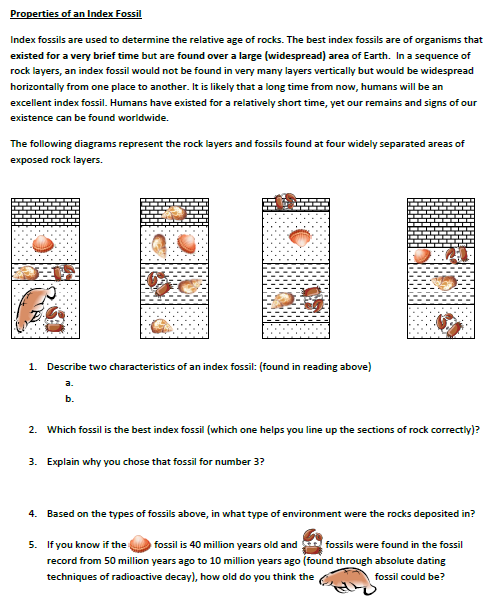 Properties of an Index Fossil
Index fossils are used to determine the relative age of rocks. The best index fossils are of organisms that
existed for a very brief time but are found over a large (widespread) area of Earth. In a sequence of
rock layers, an index fossil would not be found in very many layers vertically but would be widespread
horizontally from one place to another. It is likely that a long time from now, humans will be an
excellent index fossil. Humans have existed for a relatively short time, yet our remains and signs of our
existence can be found worldwide.
The following diagrams represent the rock layers and fossils found at four widely separated areas of
exposed rock layers.
1. Describe two characteristics of an index fossil: (found in reading above)
a.
b.
2. Which fossil is the best index fossil (which one helps you line up the sections of rock correctly)?
3. Explain why you chose that fossil for number 3?
4. Based on the types of fossils above, in what type of environment were the rocks deposited in?
5. If you know if the fossil is 40 million years old and fossils were found in the fossil
record from 50 million years ago to 10 million years ago (found through absolute dating
techniques of radioactive decay), how old do you think the fossil could be?